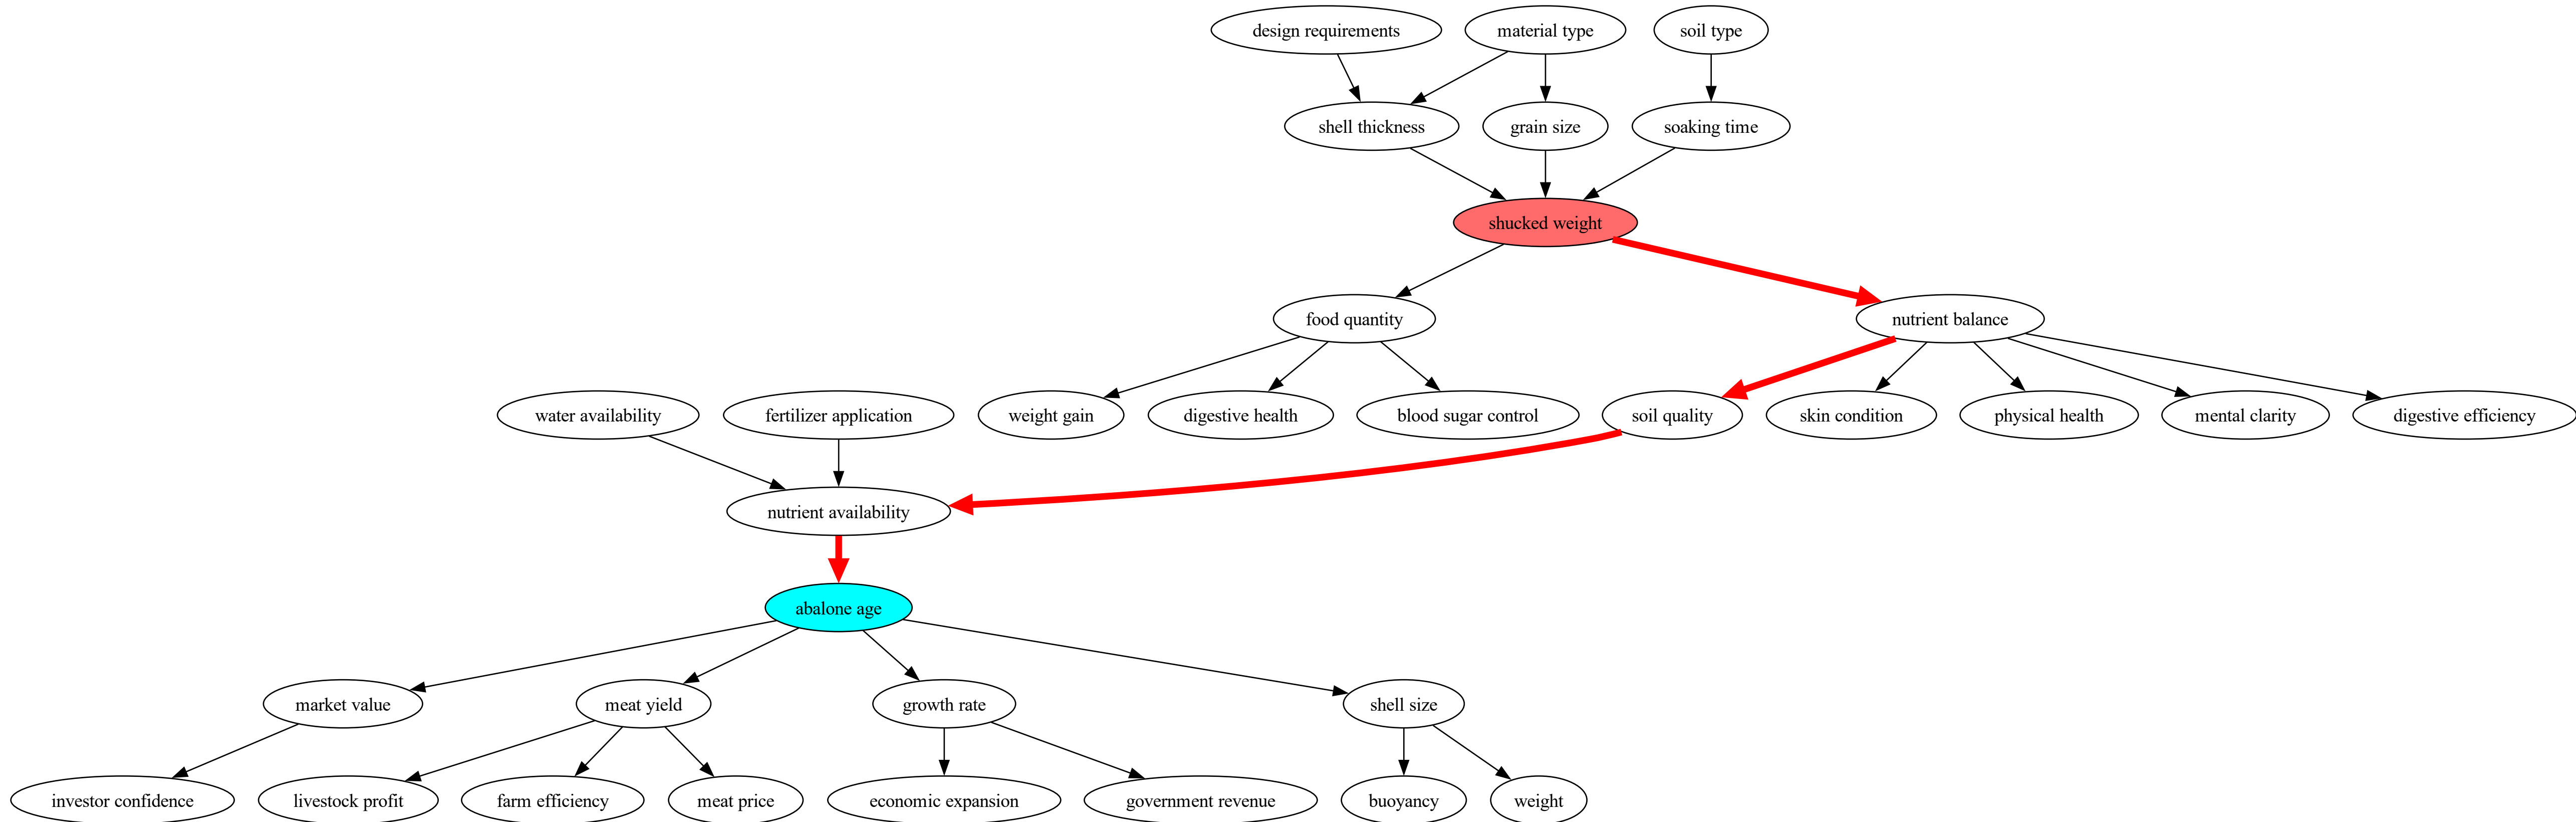 design requirements
material type
soil type
shell thickness
grain size
soaking time
shucked weight
food quantity
nutrient balance
water availability
fertilizer application
weight gain
digestive health
blood sugar control
soil quality
skin condition
physical health
mental clarity
digestive efficiency
nutrient availability
abalone age
market value
meat yield
growth rate
shell size
investor confidence
livestock profit
farm efficiency
meat price
economic expansion
government revenue
buoyancy
weight